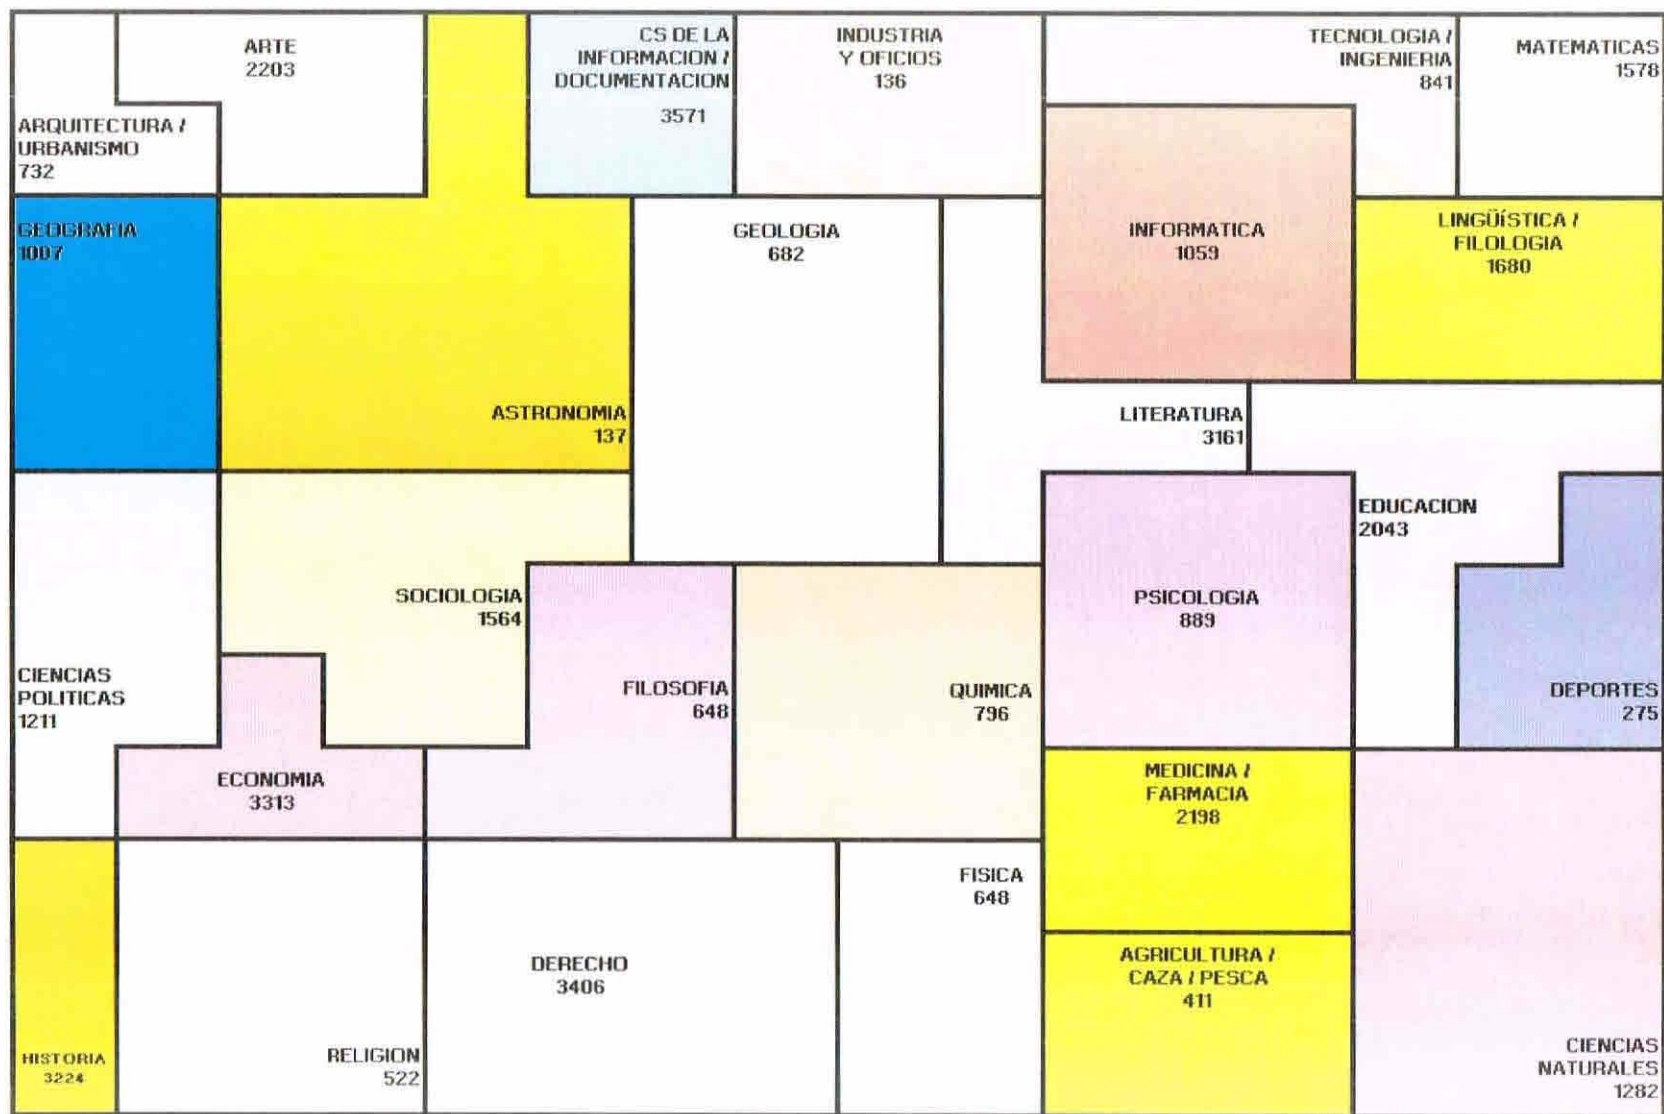 ARTE
2203
CS DE LA
INFORMACION /
DOCUMENTACION
3571
INDUSTRIA
Y OFICIOS
136
TECNOLOGIA /
INGENIERIA
841
MATEMATICAS
1578
ARQUITECTURA /
URBANISMO
732
GEOGRAFIA
1007
ASTRONOMIA
137
GEOLOGIA
682
INFORMATICA
1059
LINGÜÍSTICA /
FILOLOGIA
1680
LITERATURA
3161
EDUCACION
2043
SOCIOLOGIA
1564
PSICOLOGIA
889
CIENCIAS
POLITICAS
1211
FILOSOFIA
648
QUIMICA
796
DEPORTES
275
ECONOMIA
3313
MEDICINA /
FARMACIA
2198
FISICA
648
DERECHO
3406
AGRICULTURA /
CAZA / PESCA
411
HISTORIA
3224
RELIGION
522
CIENCIAS
NATURALES
1282